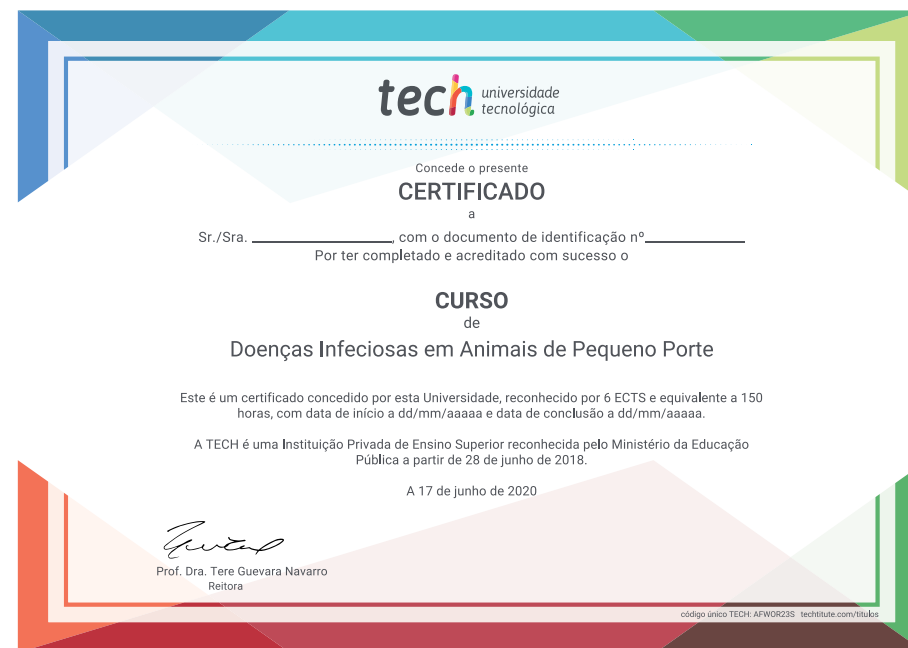 tech universidade
tecnológica
Concede o presente
CERTIFICADO
a
Sr./Sra. ____________, com o documento de identificação nº____________
Por ter completado e acreditado com sucesso o
CURSO
de
Doenças Infeciosas em Animais de Pequeno Porte
Este é um certificado concedido por esta Universidade, reconhecido por 6 ECTS e equivalente a 150
horas, com data de início a dd/mm/aaaaa e data de conclusão a dd/mm/aaaaa.
A TECH é uma Instituição Privada de Ensino Superior reconhecida pelo Ministério da Educação
Pública a partir de 28 de junho de 2018.
A 17 de junho de 2020
Prof. Dra. Tere Guevara Navarro
Reitora
código único TECH: AFWOR23S techtitute.com/titulos